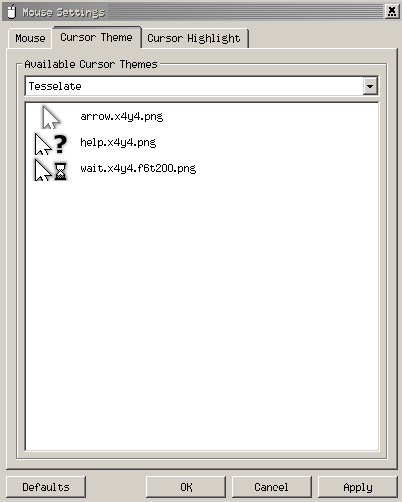 Mouse Settings
Mouse Cursor Theme Cursor Highlight
Available Cursor Themes
Tesselate
arrow.x4y4.png
help.x4y4.png
wait.x4y4.f6t200.png
Defaults OK Cancel Apply